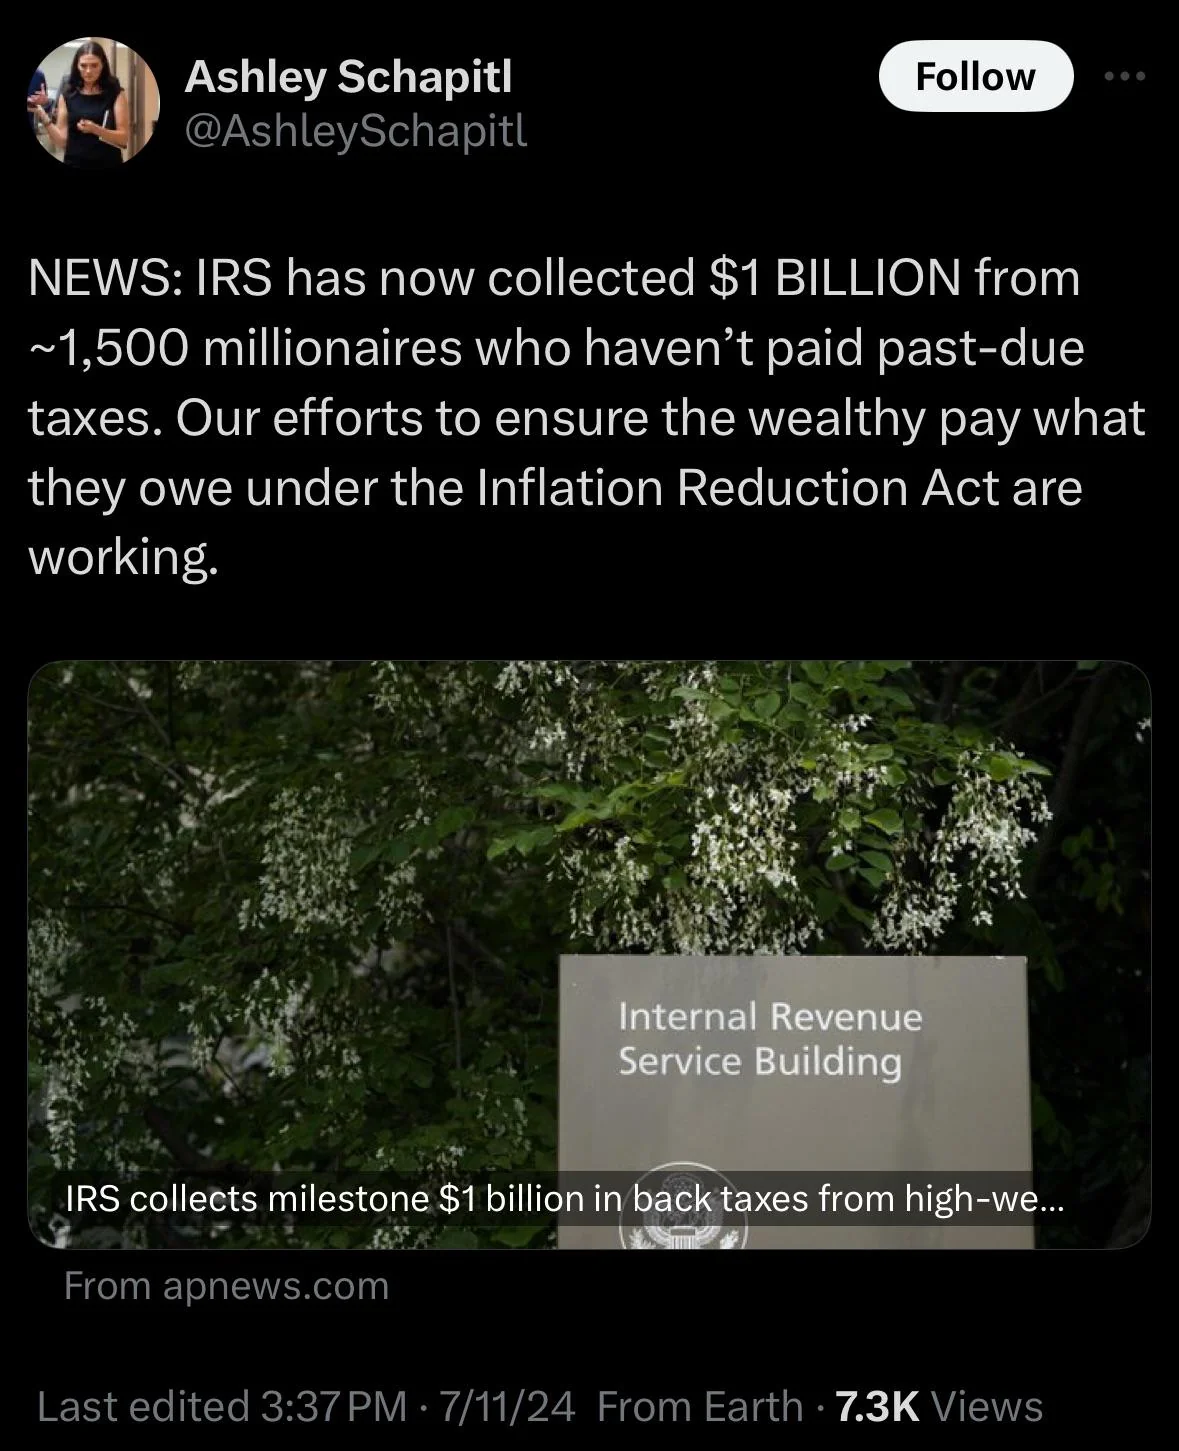 Ashley Schapitl
@AshleySchapitl
Follow
NEWS: IRS has now collected $1 BILLION from
~1,500 millionaires who haven’t paid past-due
taxes. Our efforts to ensure the wealthy pay what
they owe under the Inflation Reduction Act are
working.
Internal Revenue
Service Building
IRS collects milestone $1 billion in back taxes from high-we...
From apnews.com
Last edited 3:37 PM · 7/11/24 From Earth · 7.3K Views